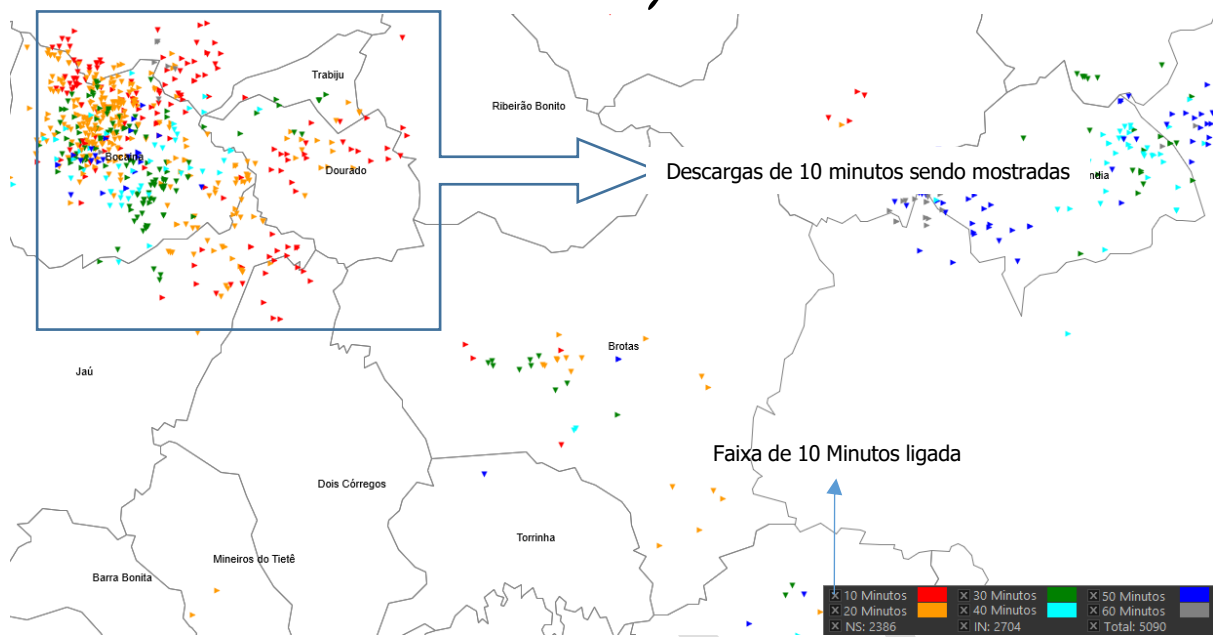 Trabiju
Ribeirão Bonito
Bocaina
Dourado
Descargas de 10 minutos sendo mostradas
ndia
Brotas
Jaú
Faixa de 10 Minutos ligada
Dois Córregos
Torrinha
Mineiros do Tietê
Barra Bonita
10 Minutos 30 Minutos 50 Minutos
20 Minutos 40 Minutos 60 Minutos
NS: 2386 IN: 2704 Total: 5090